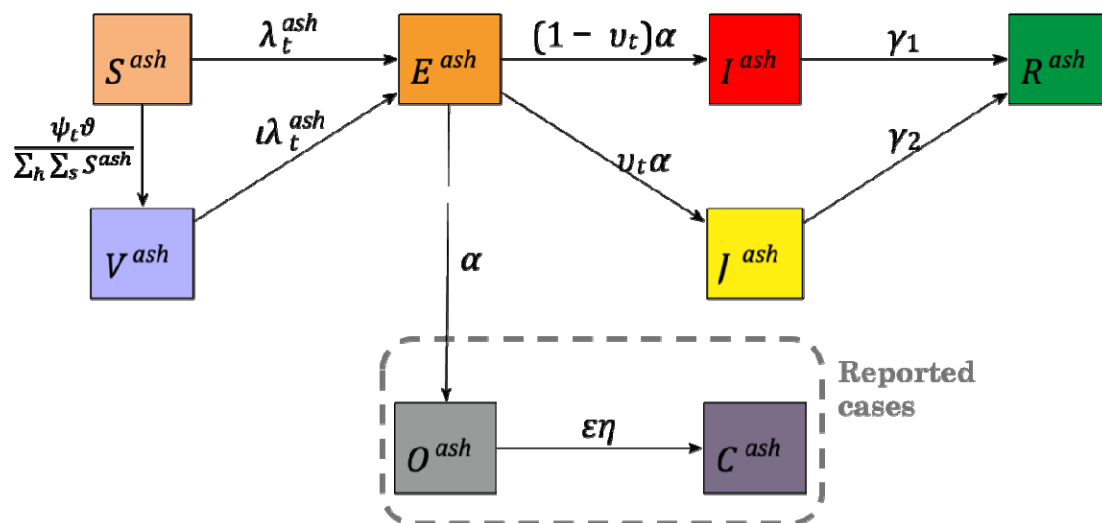 λ_t^{ash}
(1 - υ_t)α
γ_1
S^{ash}
E^{ash}
I^{ash}
R^{ash}
ψ_tϑ
∑_h ∑_s S^{ash}
ιλ_t^{ash}
υ_tα
γ_2
V^{ash}
J^{ash}
α
Reported
cases
εη
O^{ash}
C^{ash}